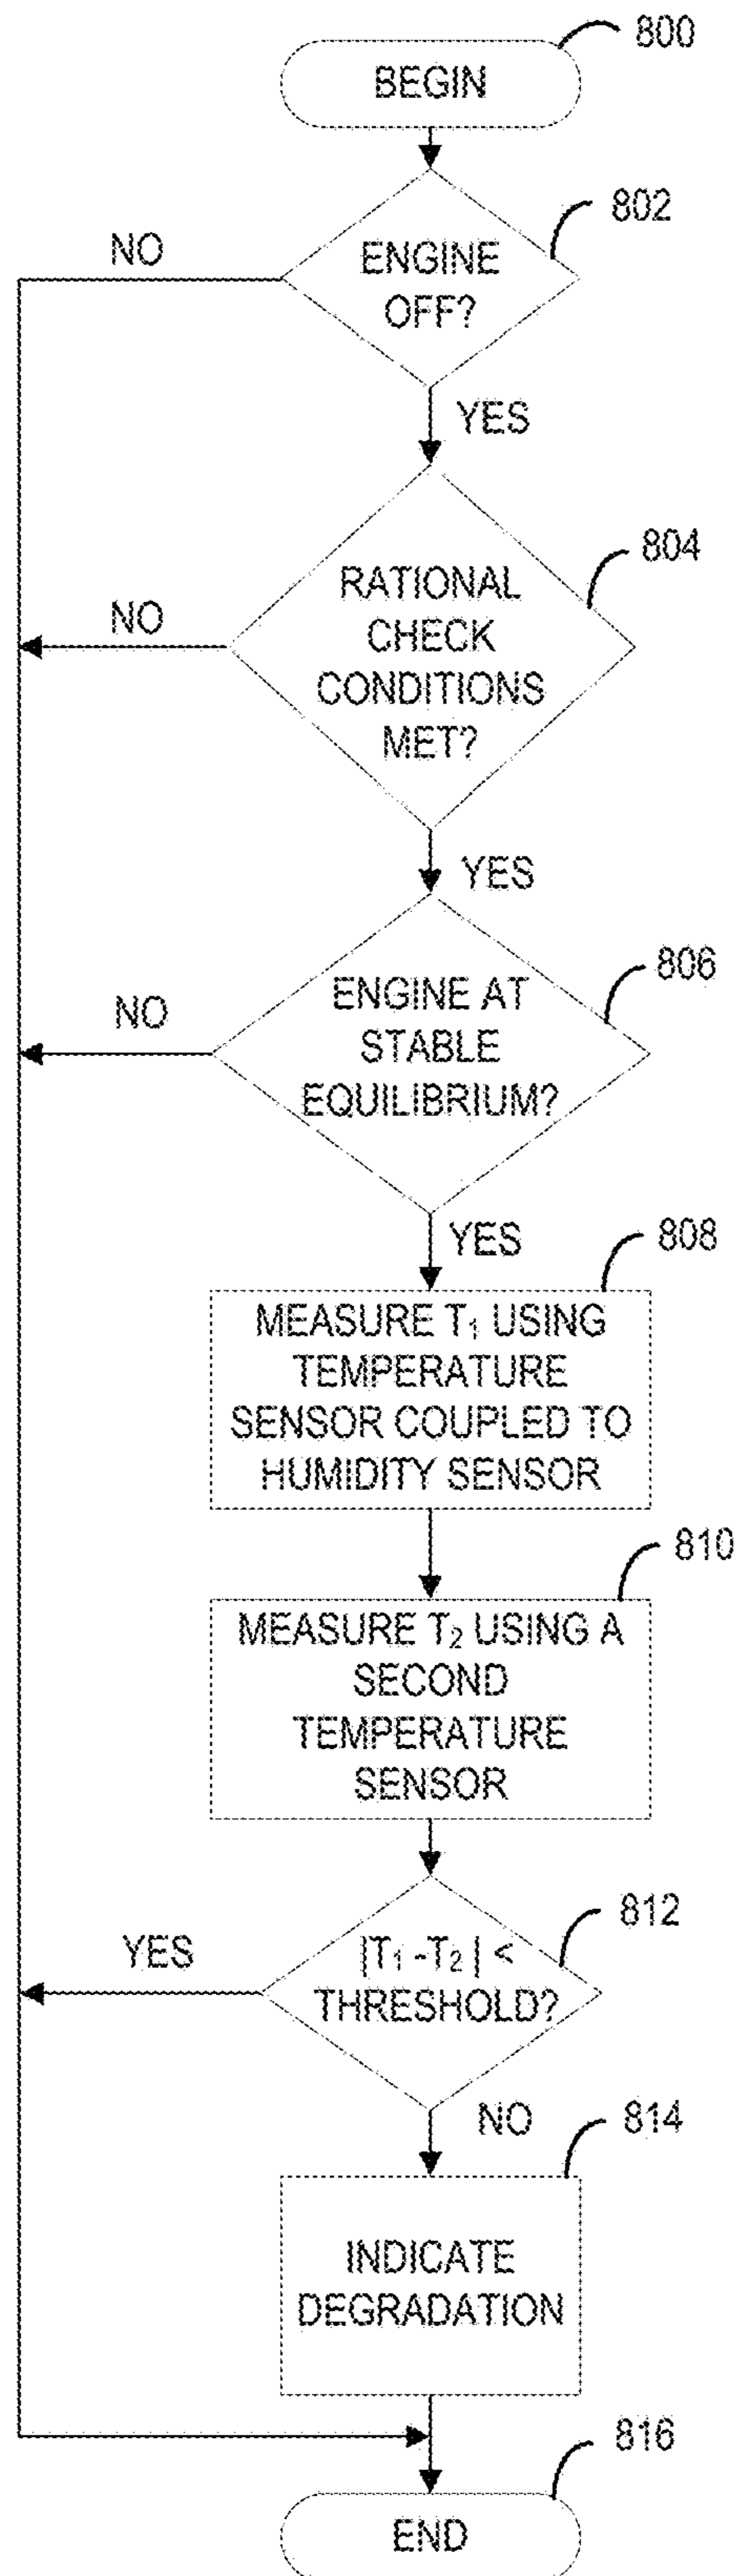 800
BEGIN
802
NO
ENGINE
OFF?
YES
804
RATIONAL
CHECK
CONDITIONS
MET?
NO
YES
806
ENGINE AT
STABLE
EQUILIBRIUM?
NO
YES
808
MEASURE T₁ USING
TEMPERATURE
SENSOR COUPLED TO
HUMIDITY SENSOR
810
MEASURE T₂ USING A
SECOND
TEMPERATURE
SENSOR
812
YES
|T₁ -T₂ | <
THRESHOLD?
NO
814
INDICATE
DEGRADATION
816
END